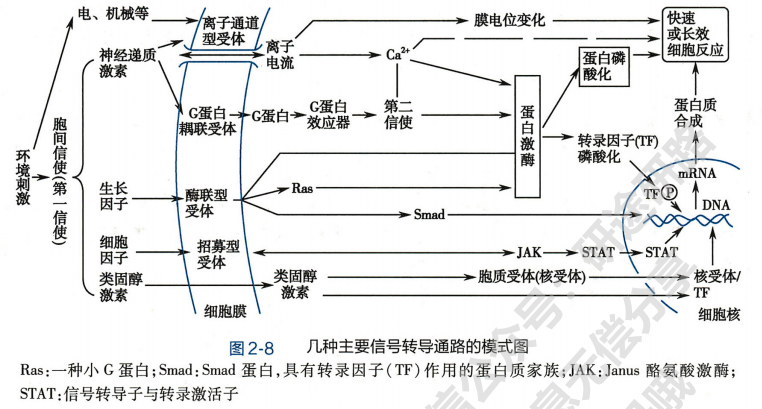 电、机械等
离子通道
型受体
膜电位变化
快速
或长效
细胞反应
神经递质
激素
离子
电流
Ca²⁺
蛋白磷
酸化
G蛋白
耦联受体
G蛋白
G蛋白
效应器
第二
信使
蛋白激酶
蛋白质
合成
环境刺激
胞间信使(第一信使)
转录因子(TF)
磷酸化
mRNA
生长
因子
酶联型
受体
Ras
TF P
DNA
Smad
细胞
因子
招募型
受体
JAK
STAT
STAT
类固醇
激素
类固醇
激素
胞质受体(核受体)
核受体/
TF
细胞膜
细胞核
图2-8 几种主要信号转导通路的模式图
Ras:一种小 G 蛋白;Smad:Smad 蛋白,具有转录因子(TF)作用的蛋白质家族;JAK:Janus 酪氨酸激酶;
STAT:信号转导子与转录激活子